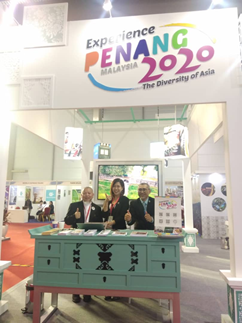 Experience
PENANG
MALAYSIA
2020
The Diversity of Asia